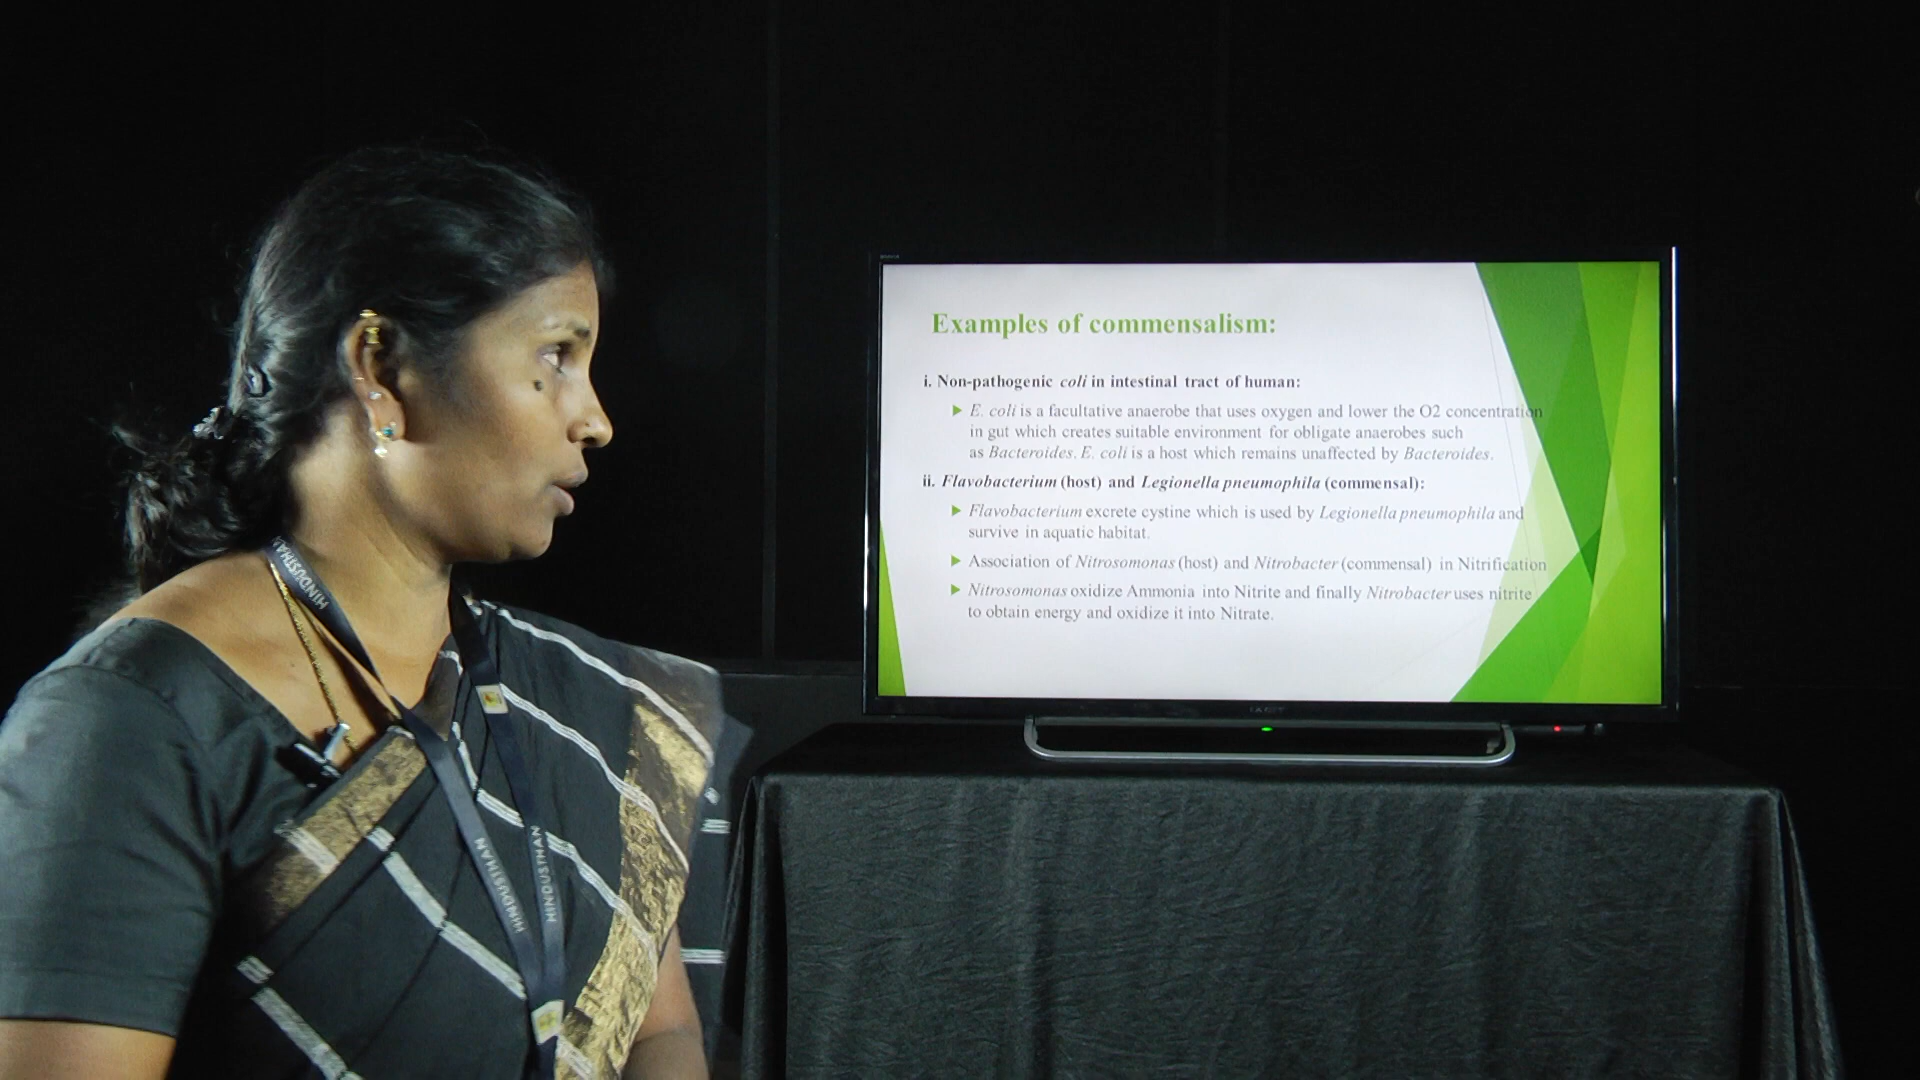 Examples of commensalism:
i. Non-pathogenic coli in intestinal tract of human:
E. coli is a facultative anaerobe that uses oxygen and lower the O2 concentration
in gut which creates suitable environment for obligate anaerobes such
as Bacteroides. E. coli is a host which remains unaffected by Bacteroides.
ii. Flavobacterium (host) and Legionella pneumophila (commensal):
Flavobacterium excrete cystine which is used by Legionella pneumophila and
survive in aquatic habitat.
Association of Nitrosomonas (host) and Nitrobacter (commensal) in Nitrification
Nitrosomonas oxidize Ammonia into Nitrite and finally Nitrobacter uses nitrite
to obtain energy and oxidize it into Nitrate.
HINDUSTHAN
HINDUSTHAN
HINDUSTHAN